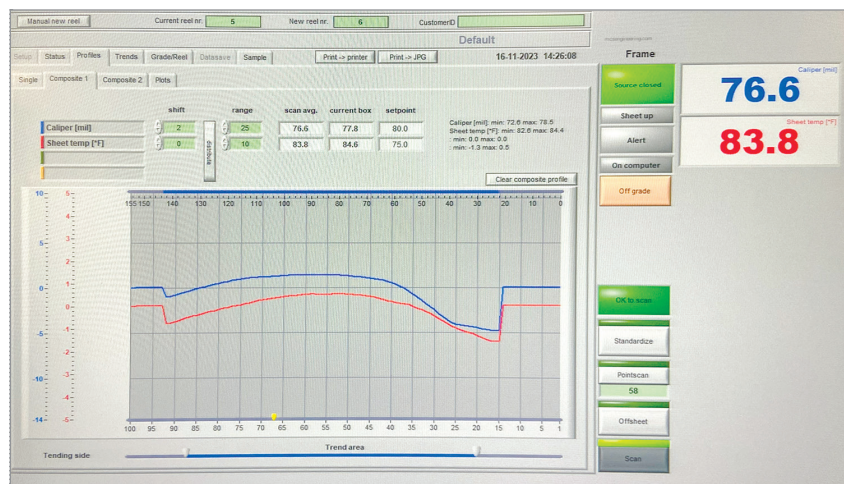 Manual new reel Current reel nr. 5 New reel nr. 6 CustomerID
Default
Setup Status Profiles Trends Grade/Reel Datasave Sample Print -> printer Print -> JPG 16-11-2023 14:26:08
Single Composite 1 Composite 2 Plots
shift range scan avg. current box setpoint
Caliper [mil] 2 25 76.6 77.8 80.0
Sheet temp [°F] 0 10 83.8 84.6 75.0
distribute
Caliper [mil]: min: 72.6 max: 78.5
Sheet temp [°F]: min: 82.6 max: 84.4
: min: 0.0 max: 0.0
: min: -1.3 max: 0.5
Clear composite profile
155 150 140 130 120 110 100 90 80 70 60 50 40 30 20 10 0
10- 5-
4-
5- 3-
2-
1-
0- 0-
-1-
-5- -2-
-3-
-10- -4-
-14- -5-
100 95 90 85 80 75 70 65 60 55 50 45 40 35 30 25 20 15 10 5 1
Trend area
Tending side
Frame
Source closed
Sheet up
Alert
On computer
Off grade
OK to scan
Standardize
Pointscan
58
Offsheet
Scan
Caliper [mil]
76.6
Sheet temp [°F]
83.8